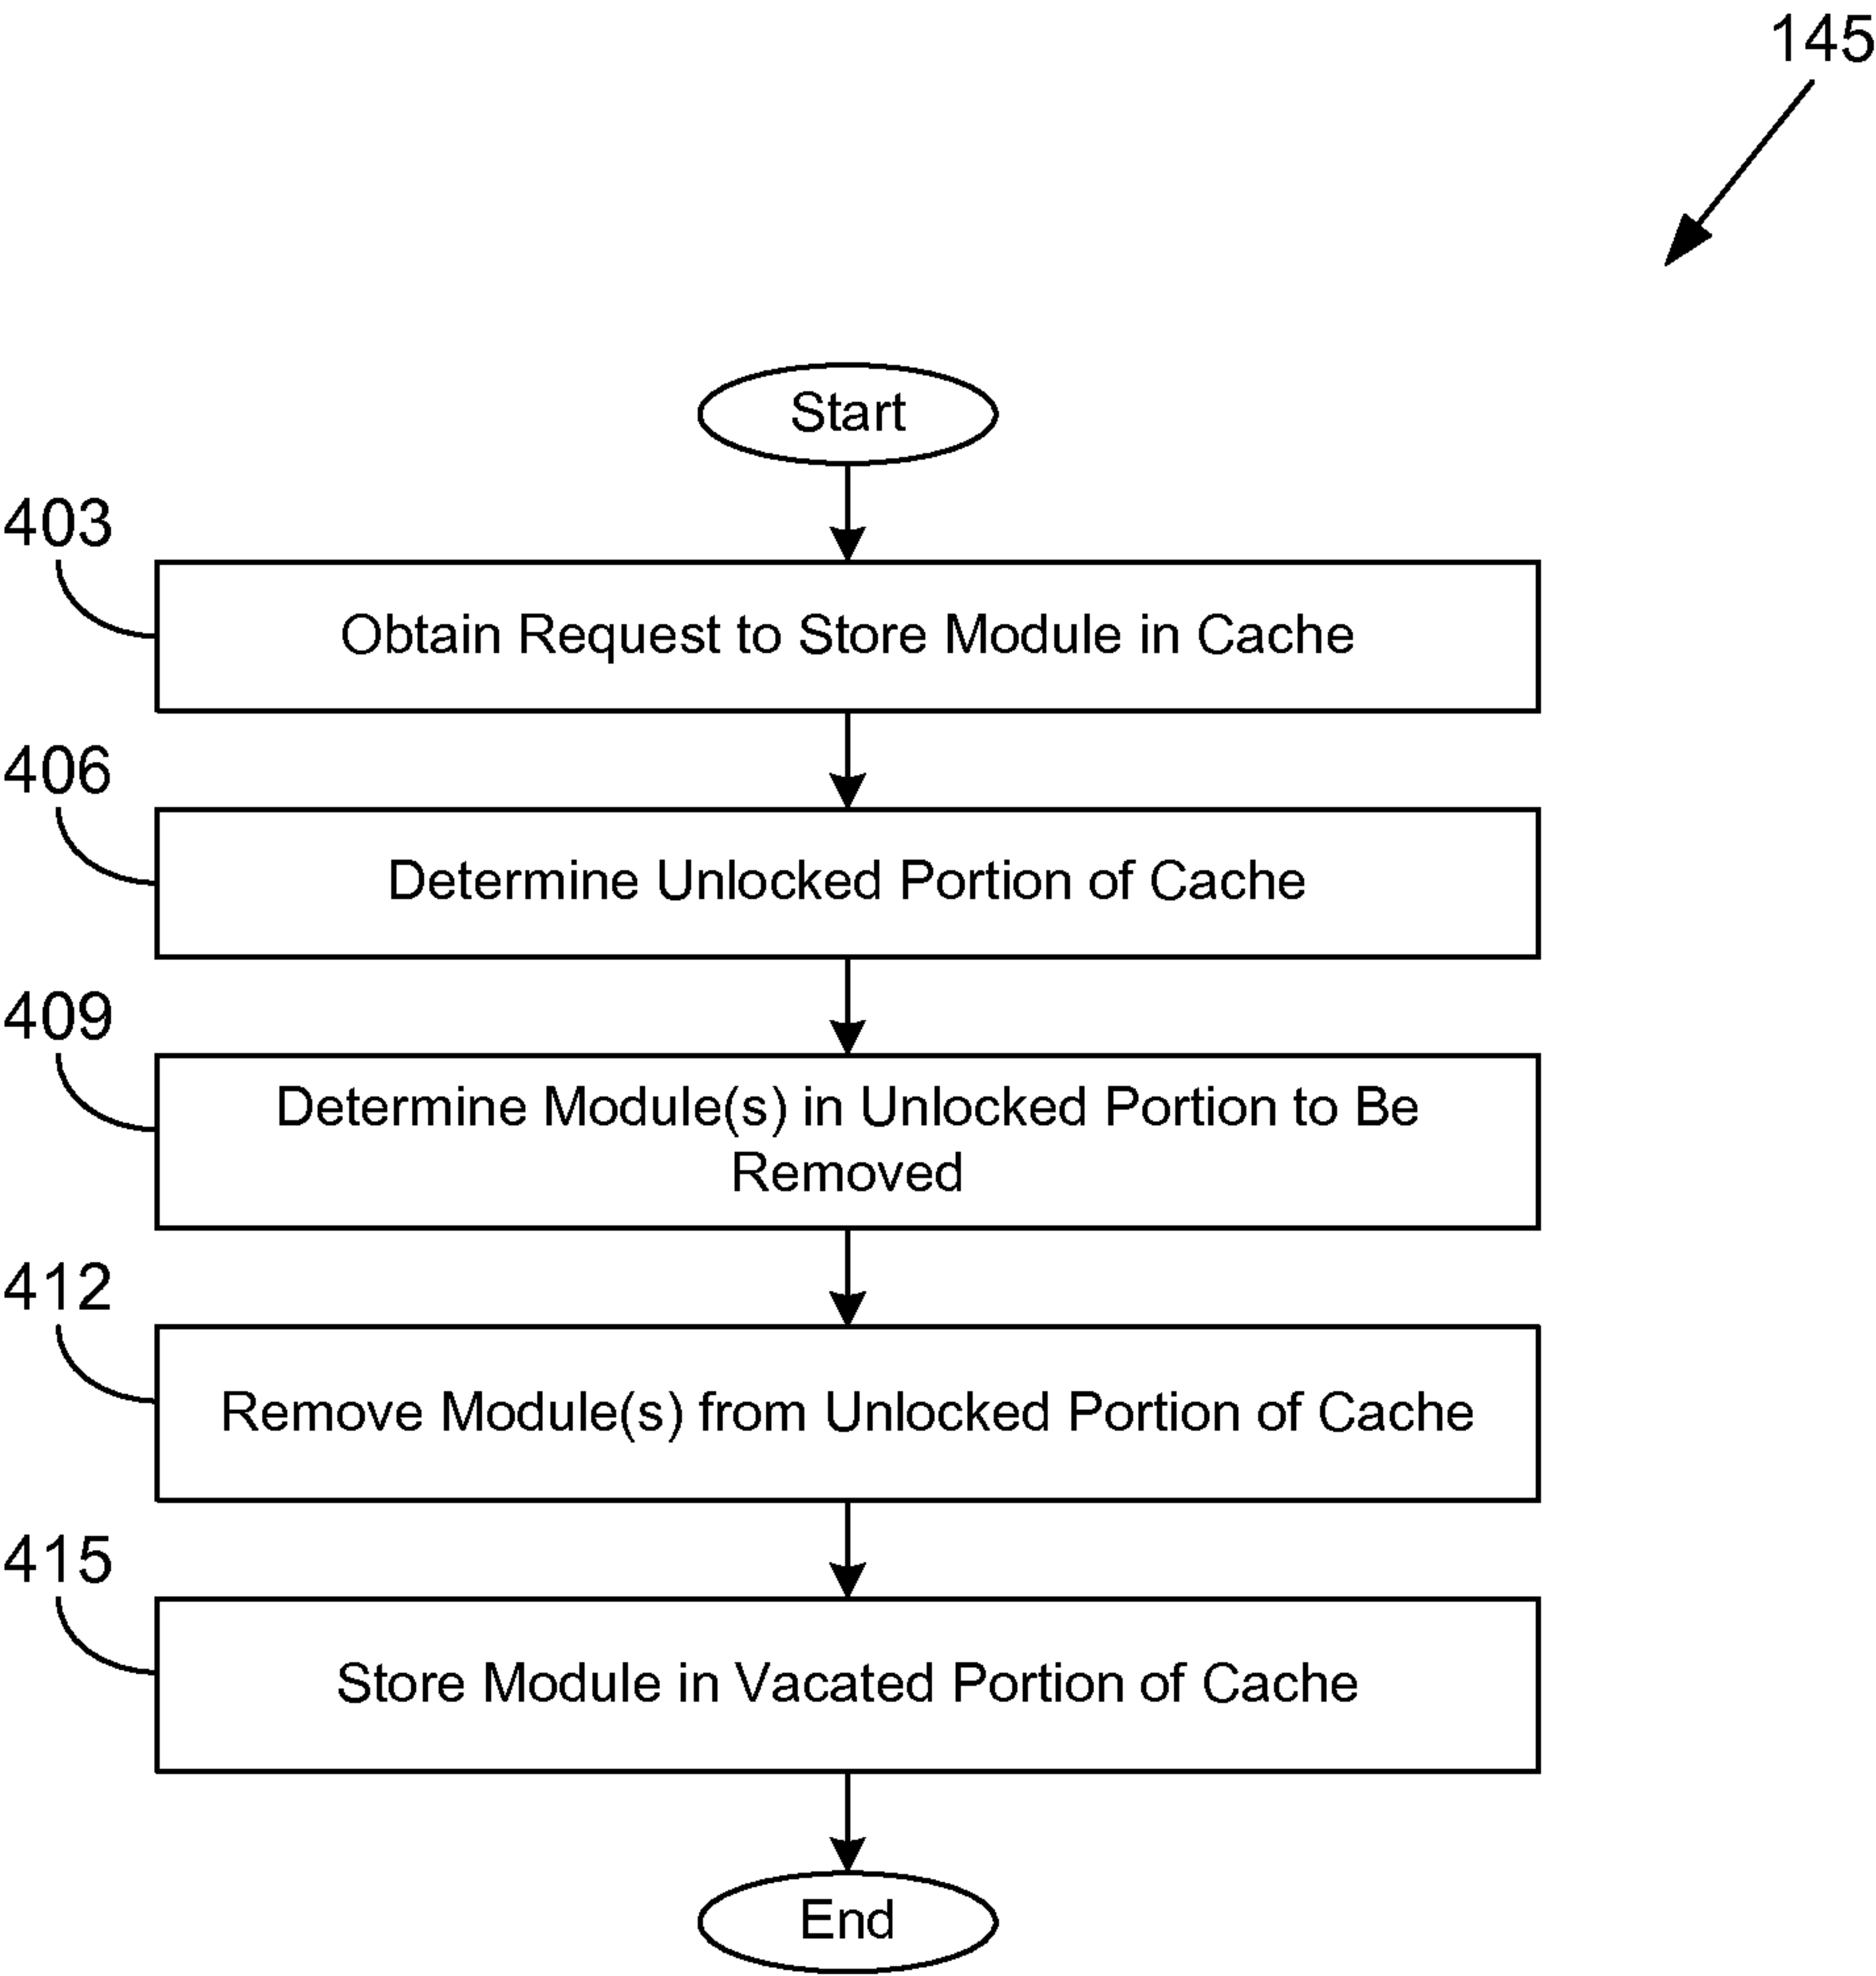 145
Start
403
Obtain Request to Store Module in Cache
406
Determine Unlocked Portion of Cache
409
Determine Module(s) in Unlocked Portion to Be
Removed
412
Remove Module(s) from Unlocked Portion of Cache
415
Store Module in Vacated Portion of Cache
End